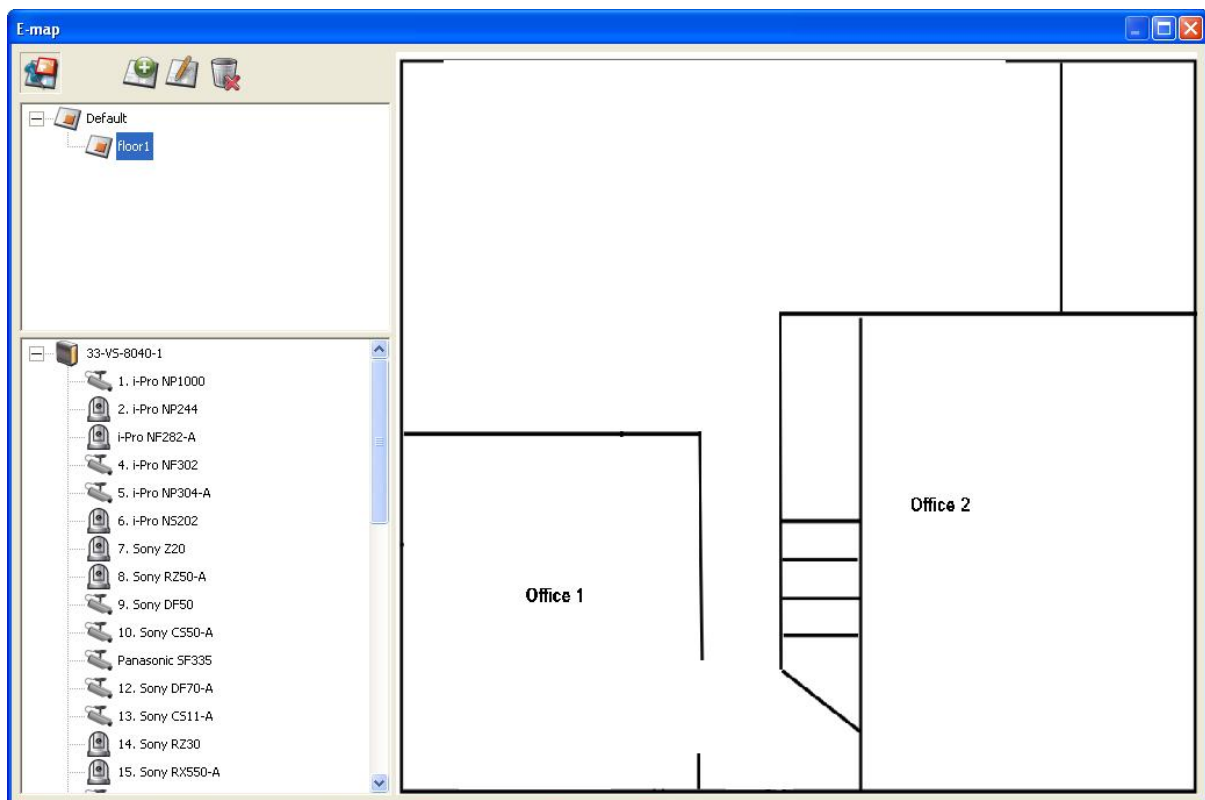 E-map
Default
floor1
33-VS-8040-1
1. i-Pro NP1000
2. i-Pro NP244
i-Pro NF282-A
4. i-Pro NF302
5. i-Pro NP304-A
6. i-Pro NS202
7. Sony Z20
8. Sony RZ50-A
9. Sony DF50
10. Sony CS50-A
Panasonic SF335
12. Sony DF70-A
13. Sony CS11-A
14. Sony RZ30
15. Sony RX550-A
Office 1
Office 2